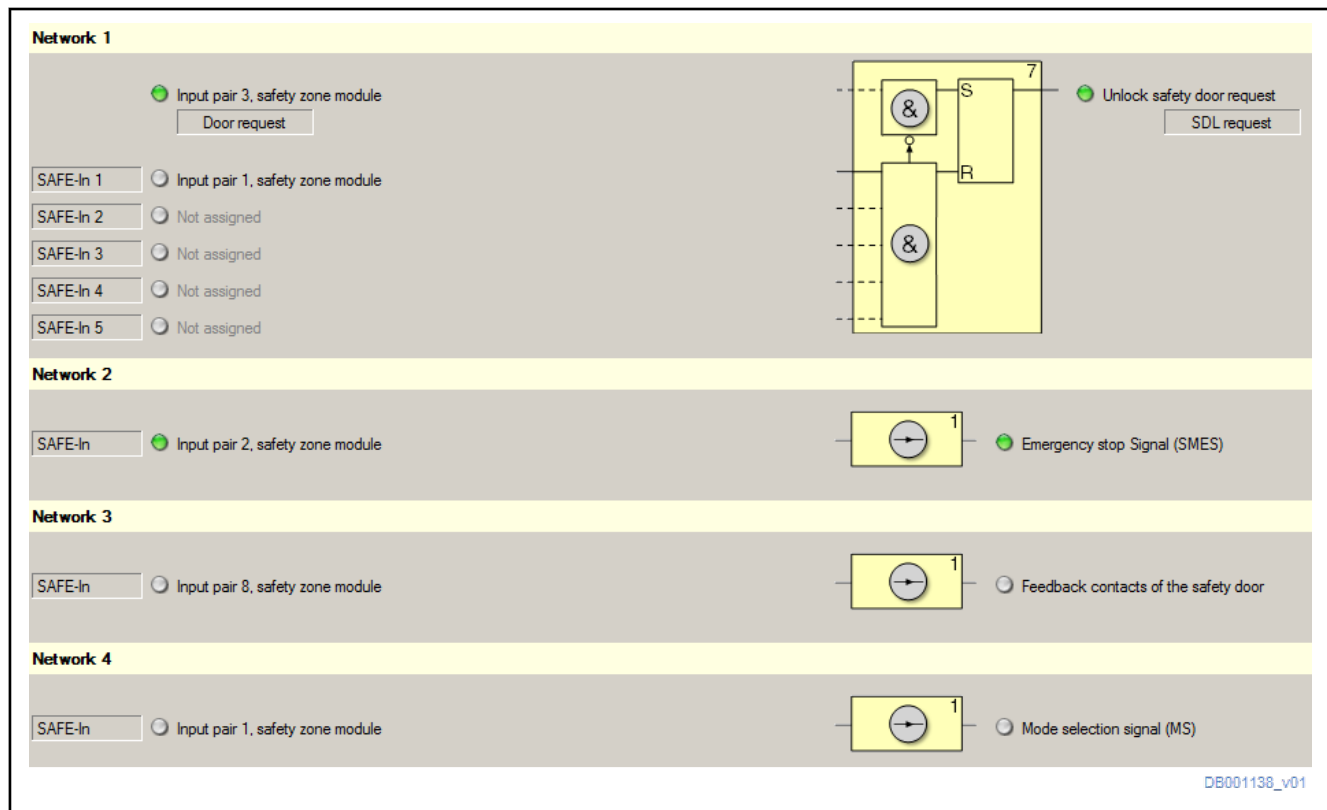 Network 1
7
Input pair 3, safety zone module
S
Unlock safety door request
Door request
&
SDL request
SAFE-In 1 Input pair 1, safety zone module
R
SAFE-In 2 Not assigned
&
SAFE-In 3 Not assigned
SAFE-In 4 Not assigned
SAFE-In 5 Not assigned
Network 2
1
SAFE-In Input pair 2, safety zone module Emergency stop Signal (SMES)
Network 3
1
SAFE-In Input pair 8, safety zone module Feedback contacts of the safety door
Network 4
1
SAFE-In Input pair 1, safety zone module Mode selection signal (MS)
DB001138_v01